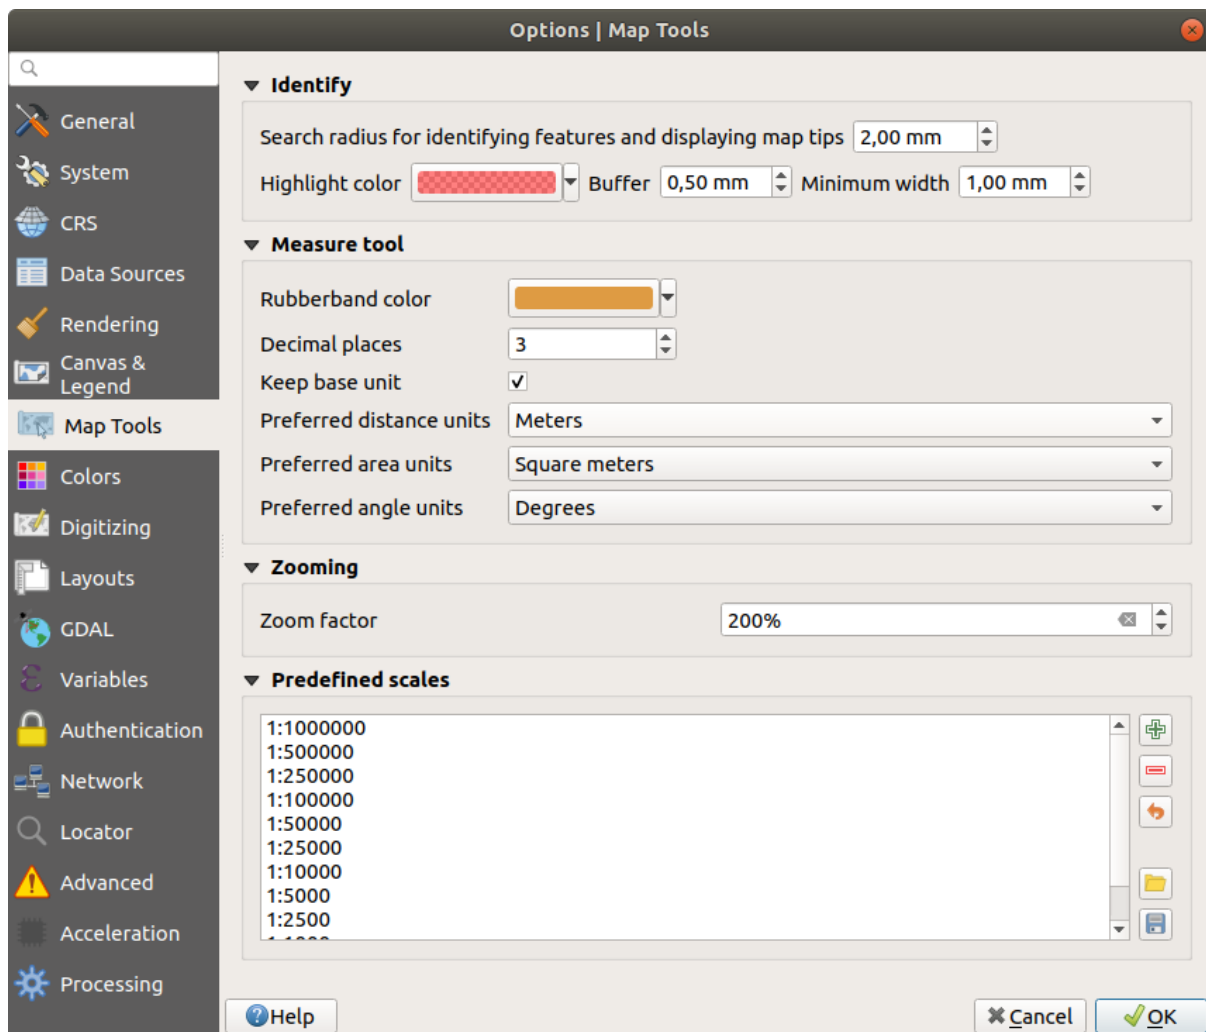 Options | Map Tools
General
System
CRS
Data Sources
Rendering
Canvas &
Legend
Map Tools
Colors
Digitizing
Layouts
GDAL
Variables
Authentication
Network
Locator
Advanced
Acceleration
Processing
Identify
Search radius for identifying features and displaying map tips 2,00 mm
Highlight color Buffer 0,50 mm Minimum width 1,00 mm
Measure tool
Rubberband color
Decimal places 3
Keep base unit
Preferred distance units Meters
Preferred area units Square meters
Preferred angle units Degrees
Zooming
Zoom factor 200%
Predefined scales
1:1000000
1:500000
1:250000
1:100000
1:50000
1:25000
1:10000
1:5000
1:2500
Help Cancel OK